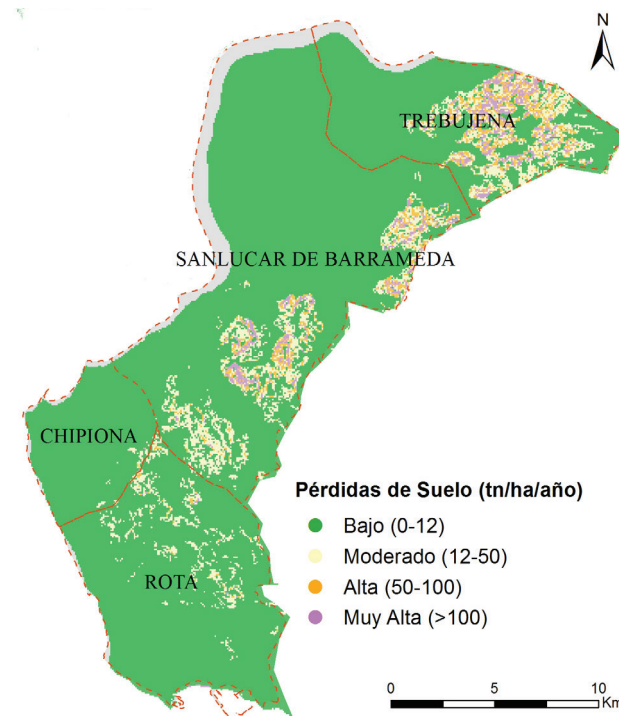 N
TREBUJENA
SANLUCAR DE BARRAMEDA
CHIPIONA
ROTA
Pérdidas de Suelo (tn/ha/año)
Bajo (0-12)
Moderado (12-50)
Alta (50-100)
Muy Alta (>100)
0 5 10
Km